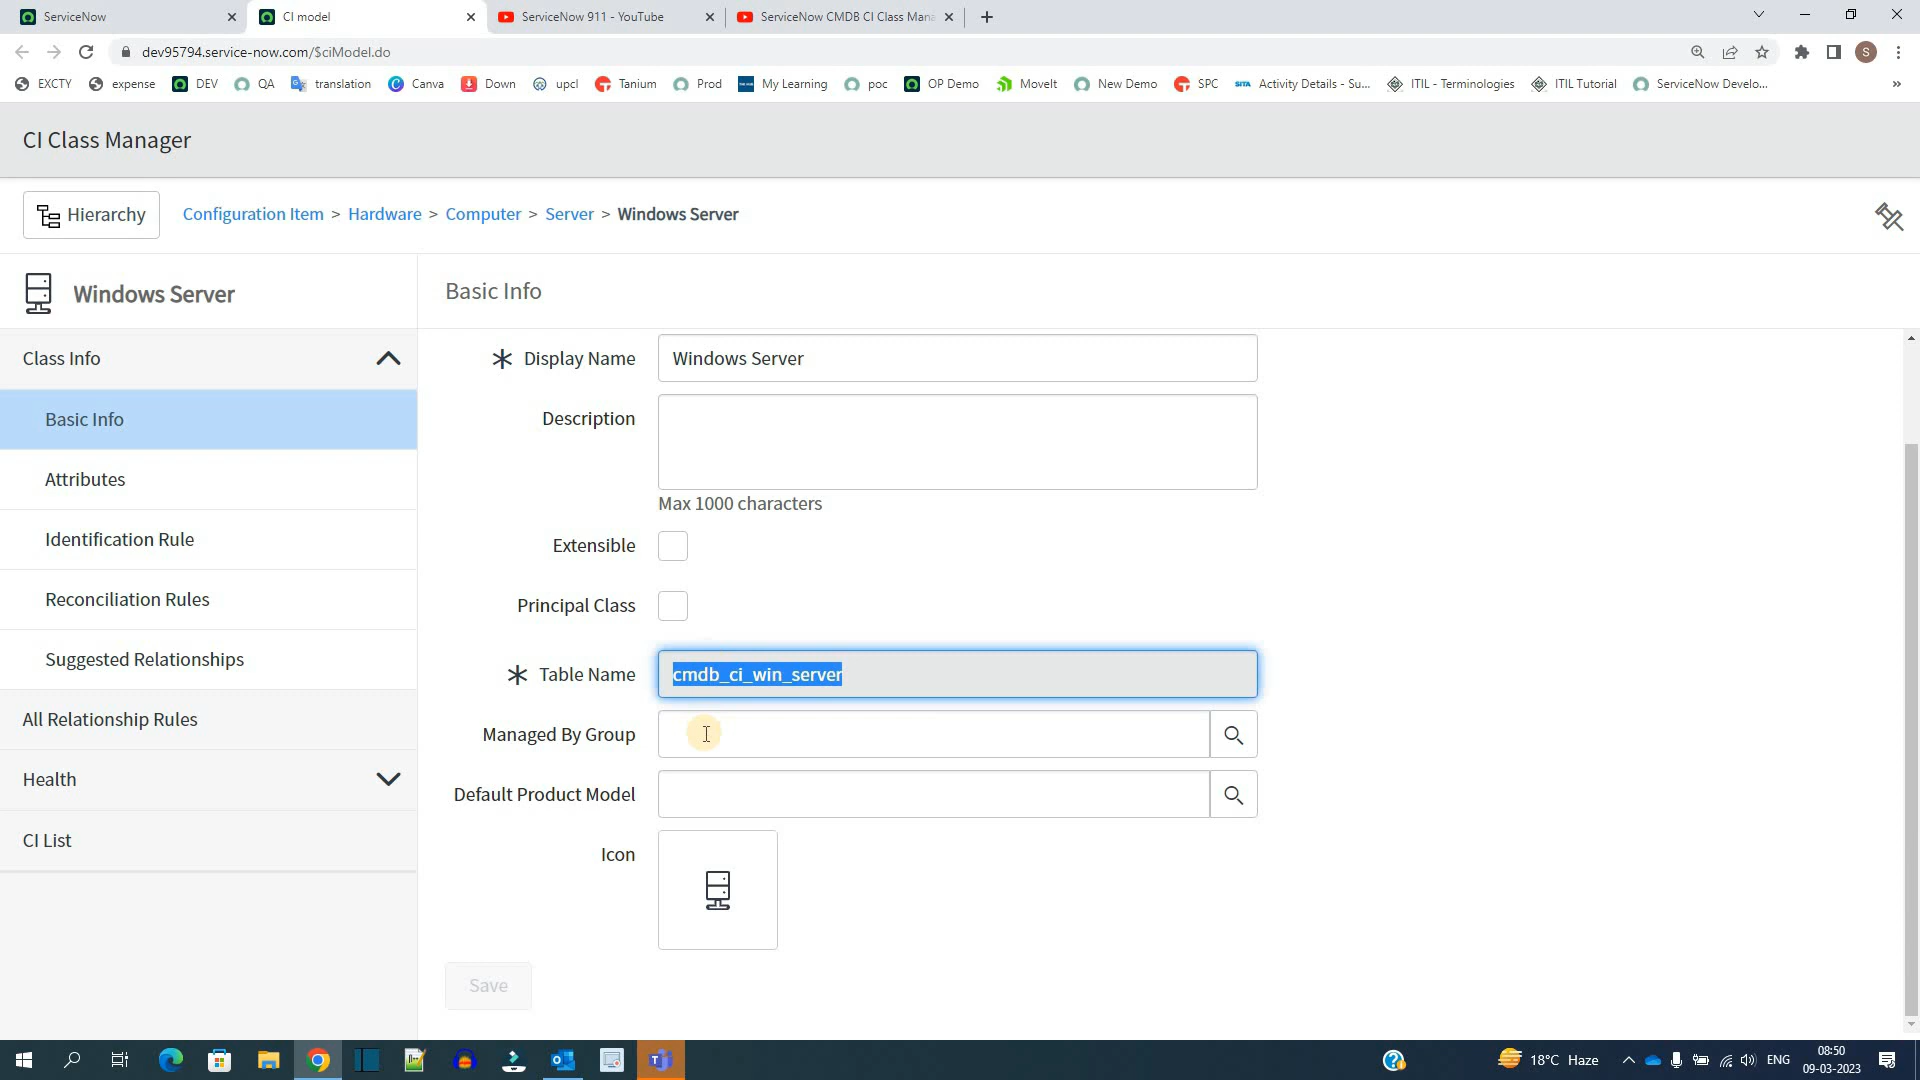 ServiceNow
CI model
ServiceNow 911 - YouTube
ServiceNow CMDB CI Class Mana
dev95794.service-now.com/$ciModel.do
S
EXCTY
expense
DEV
QA
translation
Canva
Down
upcl
Tanium
Prod
My Learning
poc
OP Demo
MoveIt
New Demo
SPC
SITA
Activity Details - Su...
ITIL - Terminologies
ITIL Tutorial
ServiceNow Develo...
»
CI Class Manager
Hierarchy
Configuration Item > Hardware > Computer > Server > Windows Server
Windows Server
Basic Info
Class Info
Basic Info
Attributes
Identification Rule
Reconciliation Rules
Suggested Relationships
All Relationship Rules
Health
CI List
Display Name
Windows Server
Description
Max 1000 characters
Extensible
Principal Class
Table Name
cmdb_ci_win_server
Managed By Group
Default Product Model
Icon
Save
18°C Haze
ENG
08:50
09-03-2023